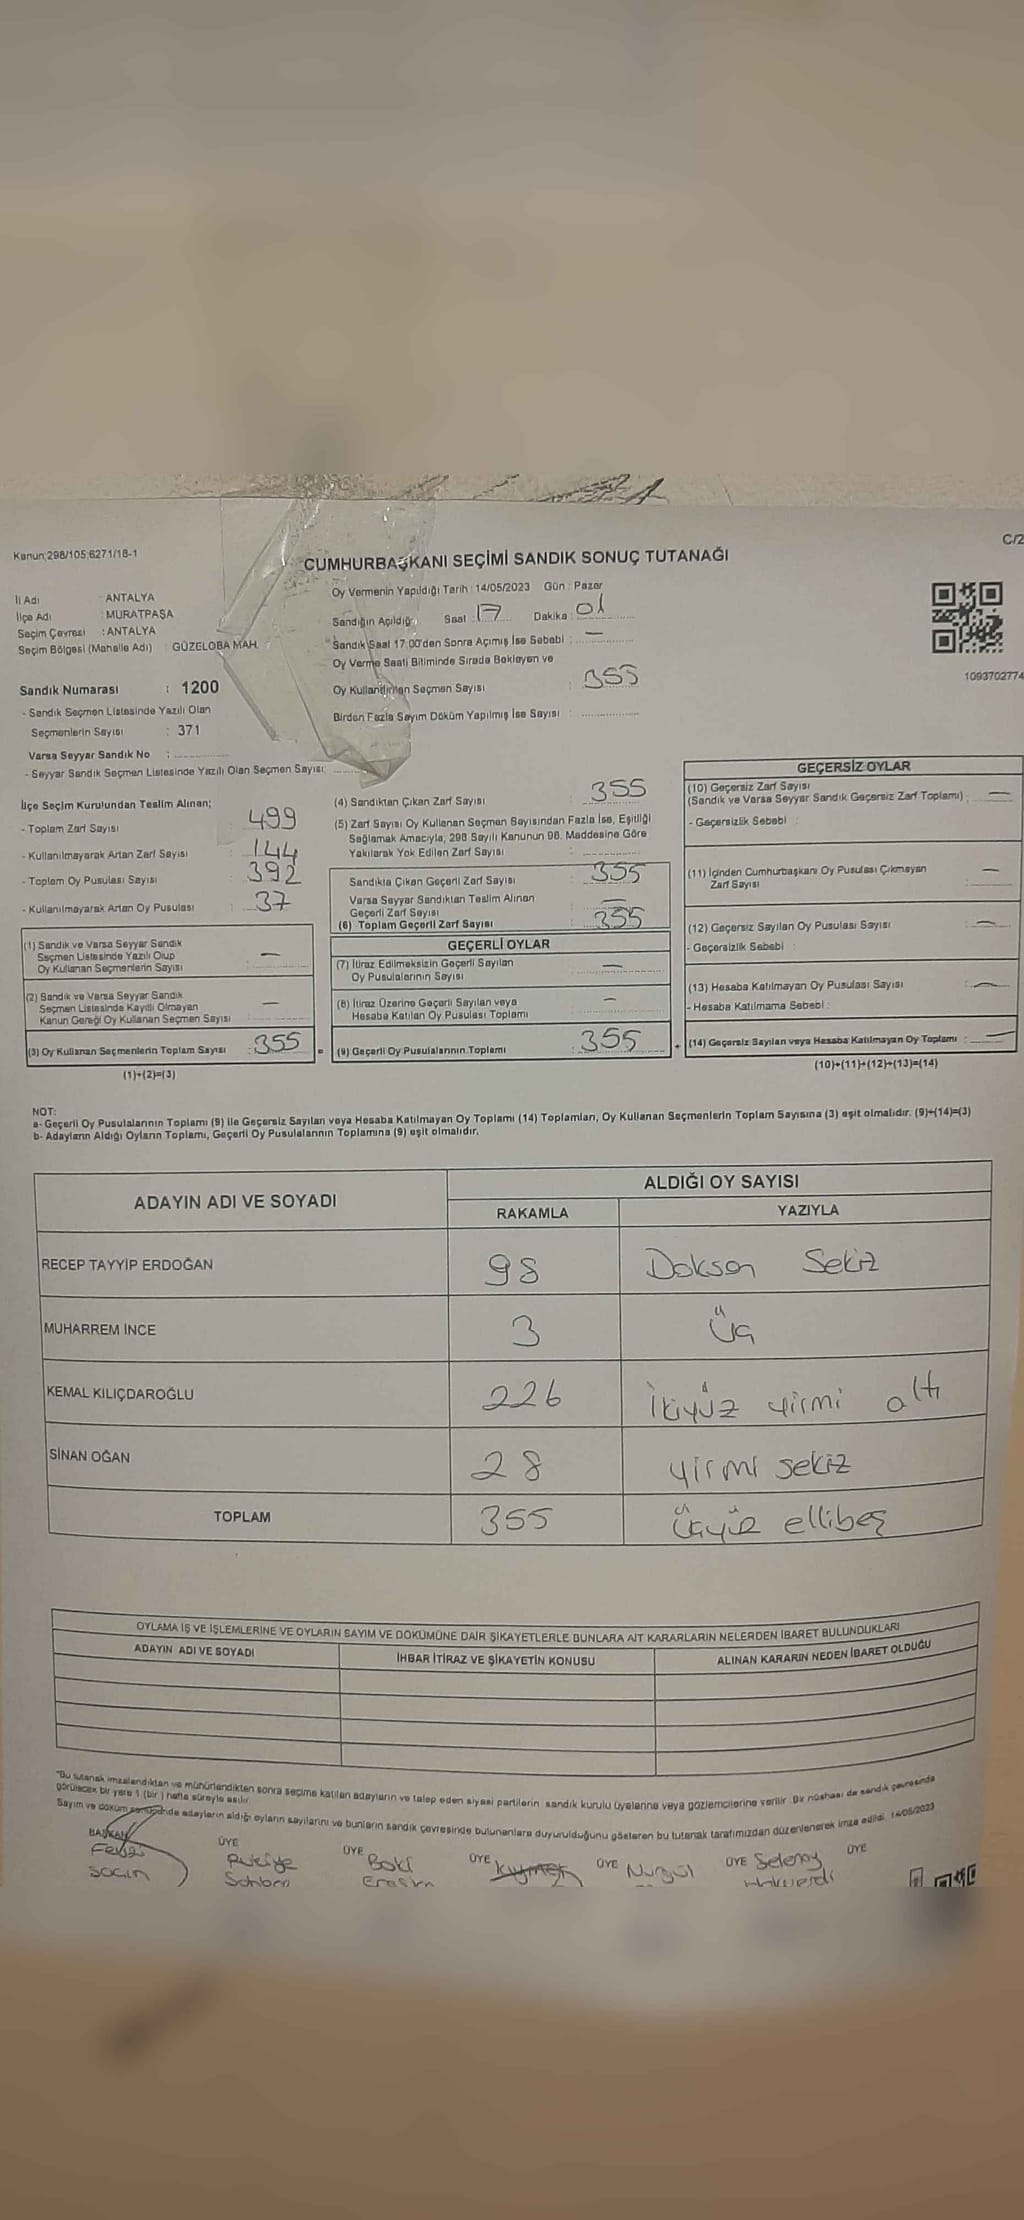 Kanun;298/105;6271/18-1
C/2
CUMHURBAŞKANI SEÇİMİ SANDIK SONUÇ TUTANAĞI
İl Adı : ANTALYA
İlçe Adı : MURATPAŞA
Seçim Çevresi : ANTALYA
Seçim Bölgesi (Mahalle Adı) : GÜZELOBA MAH.
Sandık Numarası : 1200
- Sandık Seçmen Listesinde Yazılı Olan
Seçmenlerin Sayısı : 371
Varsa Seyyar Sandık No :
- Seyyar Sandık Seçmen Listesinde Yazılı Olan Seçmen Sayısı:
Oy Vermenin Yapıldığı Tarih : 14/05/2023 Gün : Pazar
Sandığın Açıldığı Saat : 17 Dakika : 01
Sandık Saat 17:00'den Sonra Açımış İse Sebebi : —
Oy Verme Saati Bitiminde Sırada Bekleyen ve
Oy Kullandırılan Seçmen Sayısı : 355
Birden Fazla Sayım Döküm Yapılmış İse Sayısı :
1093702774
İlçe Seçim Kurulundan Teslim Alınan;
- Toplam Zarf Sayısı : 499
- Kullanılmayarak Artan Zarf Sayısı : 144
- Toplam Oy Pusulası Sayısı : 392
- Kullanılmayarak Artan Oy Pusulası : 37
(1) Sandık ve Varsa Seyyar Sandık
Seçmen Listesinde Yazılı Olup
Oy Kullanan Seçmenlerin Sayısı : —
(2) Sandık ve Varsa Seyyar Sandık
Seçmen Listesinde Kayıtlı Olmayan
Kanun Gereği Oy Kullanan Seçmen Sayısı : —
(3) Oy Kullanan Seçmenlerin Toplam Sayısı : 355
(1)+(2)=(3)
(4) Sandıktan Çıkan Zarf Sayısı : 355
(5) Zarf Sayısı Oy Kullanan Seçmen Sayısından Fazla İse, Eşitliği
Sağlamak Amacıyla; 298 Sayılı Kanunun 98. Maddesine Göre
Yakılarak Yok Edilen Zarf Sayısı :
Sandıkta Çıkan Geçerli Zarf Sayısı : 355
Varsa Seyyar Sandıktan Teslim Alınan
Geçerli Zarf Sayısı : —
(6) Toplam Geçerli Zarf Sayısı : 355
GEÇERLİ OYLAR
(7) İtiraz Edilmeksizin Geçerli Sayılan
Oy Pusulalarının Sayısı : —
(8) İtiraz Üzerine Geçerli Sayılan veya
Hesaba Katılan Oy Pusulası Toplamı : —
(9) Geçerli Oy Pusulalarının Toplamı : 355
GEÇERSİZ OYLAR
(10) Geçersiz Zarf Sayısı
(Sandık ve Varsa Seyyar Sandık Geçersiz Zarf Toplamı) : —
- Geçersizlik Sebebi :
(11) İçinden Cumhurbaşkanı Oy Pusulası Çıkmayan
Zarf Sayısı : —
(12) Geçersiz Sayılan Oy Pusulası Sayısı : —
- Geçersizlik Sebebi :
(13) Hesaba Katılmayan Oy Pusulası Sayısı : —
- Hesaba Katılmama Sebebi :
(14) Geçersiz Sayılan veya Hesaba Katılmayan Oy Toplamı : —
(10)+(11)+(12)+(13)=(14)
NOT:
a- Geçerli Oy Pusulalarının Toplamı (9) ile Geçersiz Sayılan veya Hesaba Katılmayan Oy Toplamı (14) Toplamları, Oy Kullanan Seçmenlerin Toplam Sayısına (3) eşit olmalıdır. (9)+(14)=(3)
b- Adayların Aldığı Oyların Toplamı, Geçerli Oy Pusulalarının Toplamına (9) eşit olmalıdır.
ADAYIN ADI VE SOYADI
ALDIĞI OY SAYISI
RAKAMLA YAZIYLA
RECEP TAYYİP ERDOĞAN 98 Doksan Sekiz
MUHARREM İNCE 3 Üç
KEMAL KILIÇDAROĞLU 226 İkiyüz yirmi altı
SİNAN OĞAN 28 yirmi sekiz
TOPLAM 355 Üçyüz ellibeş
OYLAMA İŞ VE İŞLEMLERİNE VE OYLARIN SAYIM VE DÖKÜMÜNE DAİR ŞİKAYETLERLE BUNLARA AİT KARARLARIN NELERDEN İBARET BULUNDUKLARI
ADAYIN ADI VE SOYADI
İHBAR İTİRAZ VE ŞİKAYETİN KONUSU
ALINAN KARARIN NEDEN İBARET OLDUĞU
"Bu tutanak imzalandıktan ve mühürlendikten sonra seçime katılan adayların ve talep eden siyasi partilerin sandık kurulu üyelerine veya gözlemcilerine verilir. Bir nüshası da sandık çevresinde
görülecek bir yere 1 (bir) hafta süreyle asılır.
Sayım ve döküm sonucunda adayların aldığı oyların sayılarını ve bunların sandık çevresinde bulunanlara duyurulduğunu gösteren bu tutanak tarafımızdan düzenlenerek imza edildi. 14/05/2023
BAŞKAN ÜYE ÜYE ÜYE ÜYE ÜYE ÜYE
Rukiye Baki Kıymet Nurgül